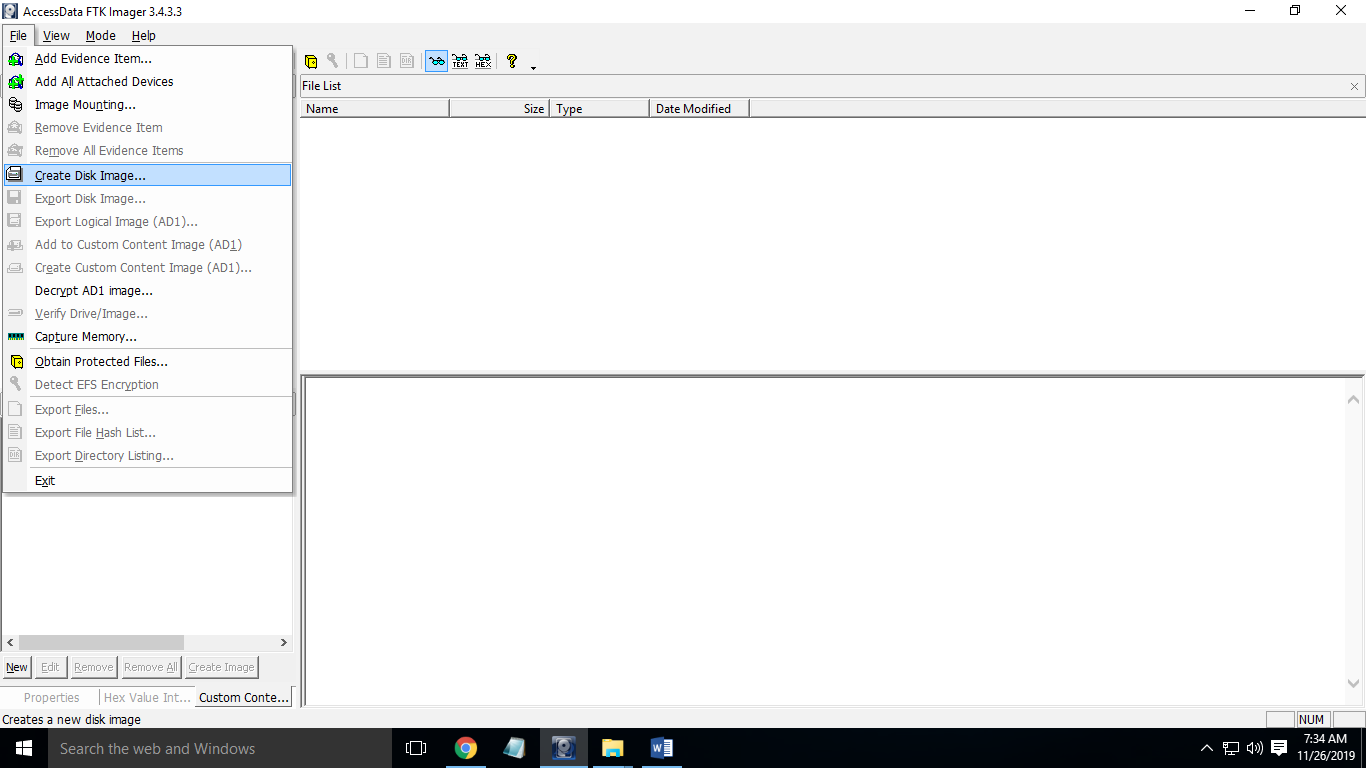 AccessData FTK Imager 3.4.3.3
File View Mode Help
Add Evidence Item...
Add All Attached Devices
Image Mounting...
Remove Evidence Item
Remove All Evidence Items
Create Disk Image...
Export Disk Image...
Export Logical Image (AD1)...
Add to Custom Content Image (AD1)
Create Custom Content Image (AD1)...
Decrypt AD1 image...
Verify Drive/Image...
Capture Memory...
Obtain Protected Files...
Detect EFS Encryption
Export Files...
Export File Hash List...
DIR Export Directory Listing...
Exit
DIR TEXT HEX ?
File List
Name Size Type Date Modified
New Edit Remove Remove All Create Image
Properties Hex Value Int... Custom Conte...
Creates a new disk image
NUM
Search the web and Windows
7:34 AM
11/26/2019